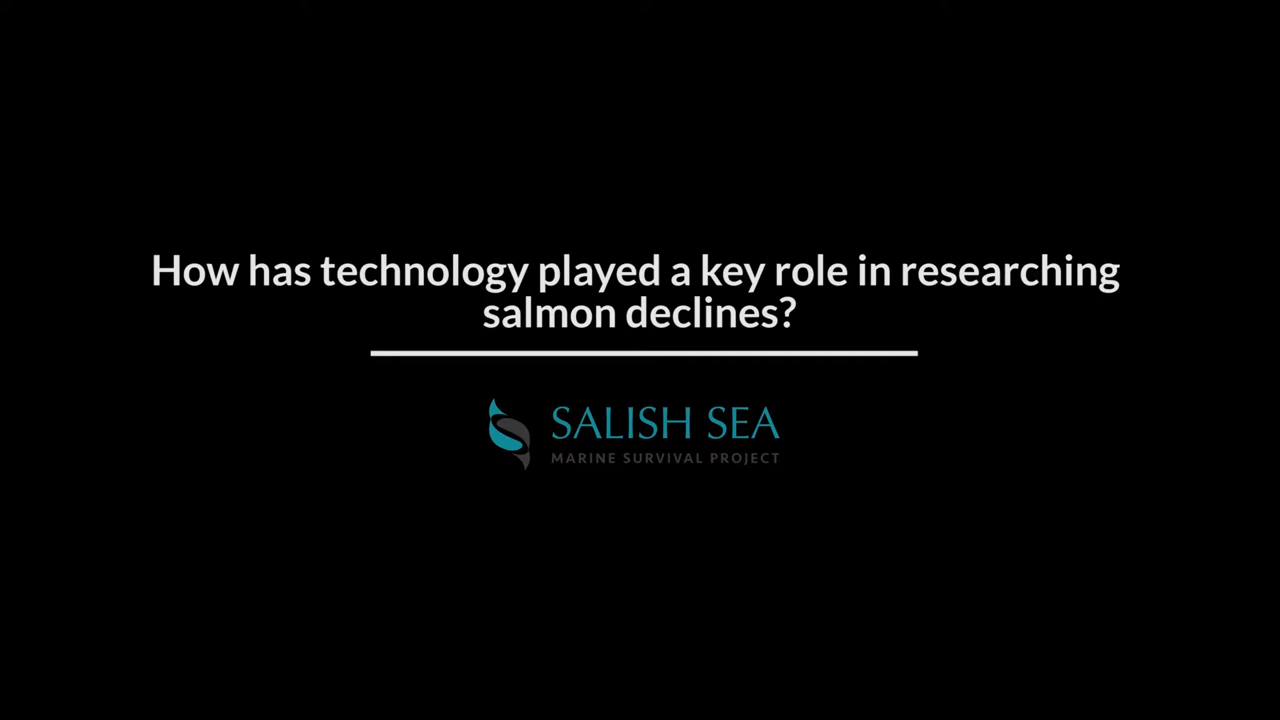 How has technology played a key role in researching
salmon declines?
SALISH SEA
MARINE SURVIVAL PROJECT